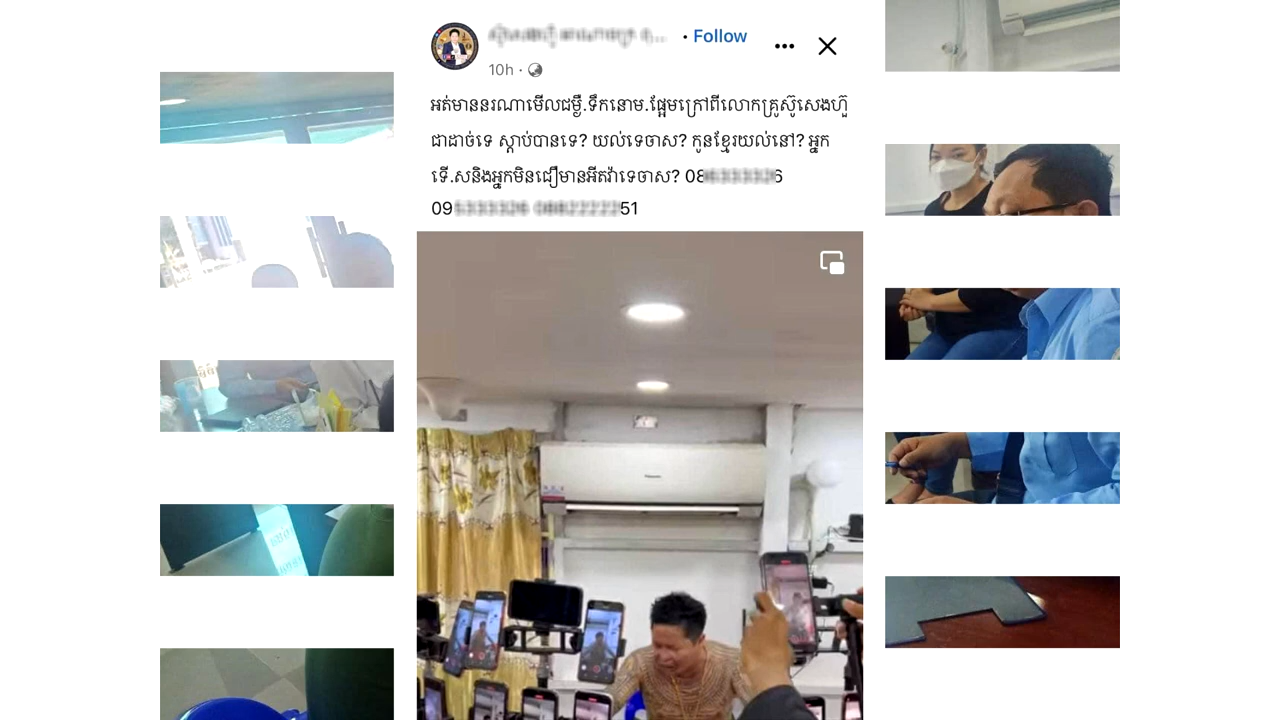 • Follow
10h ·
អត់មាននរណាមើលជម្ងឺ.ទឹកនោម.ផ្អែមក្រៅពីលោកគ្រូស៊ូសេងហ៊ួ
ជាដាច់ទេ ស្តាប់បានទេ? យល់ទេចាស? កូនខ្មែរយល់នៅ? អ្នក
ទើ.សនិងអ្នកមិនជឿមានអីតវ៉ាទេចាស? 08 6
09 51